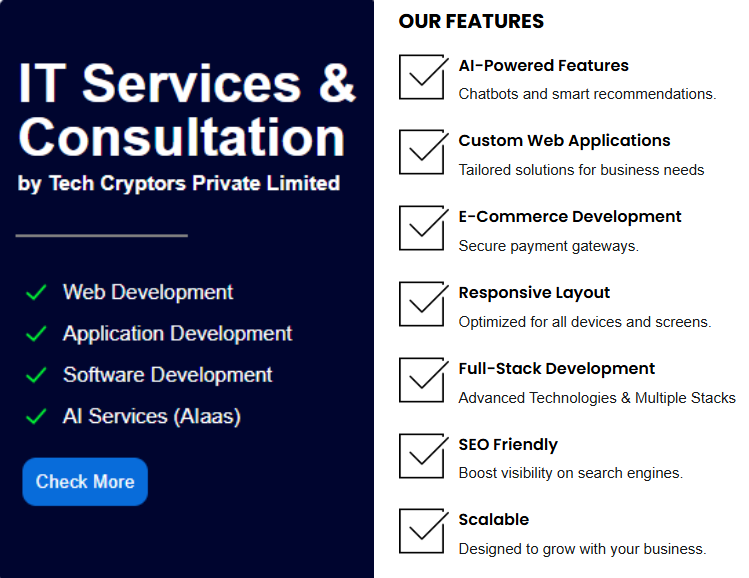 IT Services &
Consultation
by Tech Cryptors Private Limited
Web Development
Application Development
Software Development
AI Services (AIaas)
Check More
OUR FEATURES
AI-Powered Features
Chatbots and smart recommendations.
Custom Web Applications
Tailored solutions for business needs
E-Commerce Development
Secure payment gateways.
Responsive Layout
Optimized for all devices and screens.
Full-Stack Development
Advanced Technologies & Multiple Stacks
SEO Friendly
Boost visibility on search engines.
Scalable
Designed to grow with your business.